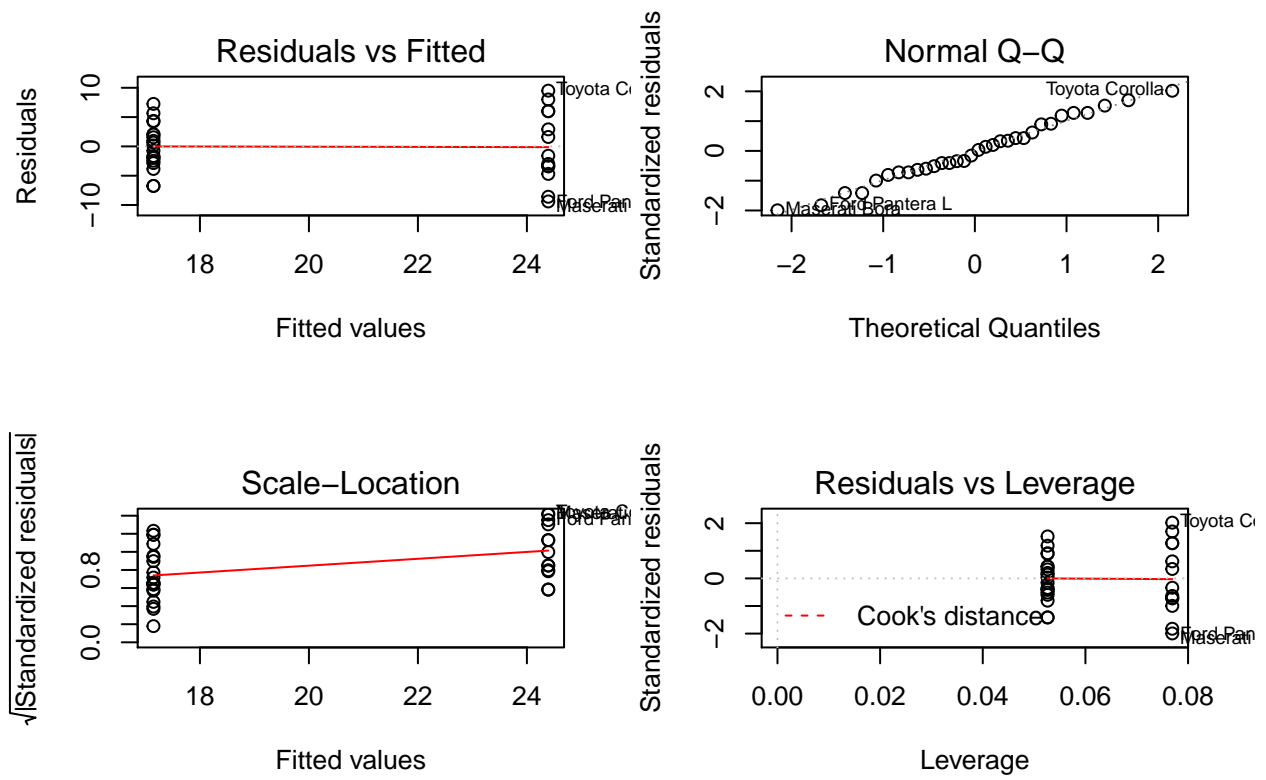 Residuals vs Fitted
Residuals
10
0
−10
Toyota Co
Ford Pan
Maserati
18 20 22 24
Fitted values
Normal Q−Q
Standardized residuals
2
0
−2
Toyota Corolla
Ford Pantera L
Maserati Bora
−2 −1 0 1 2
Theoretical Quantiles
Scale−Location
√|Standardized residuals|
0.8
0.0
Toyota C
Maserati
Ford Pan
18 20 22 24
Fitted values
Residuals vs Leverage
Standardized residuals
2
0
−2
Toyota Co
Ford Pan
Maserati
Cook's distance
0.00 0.02 0.04 0.06 0.08
Leverage